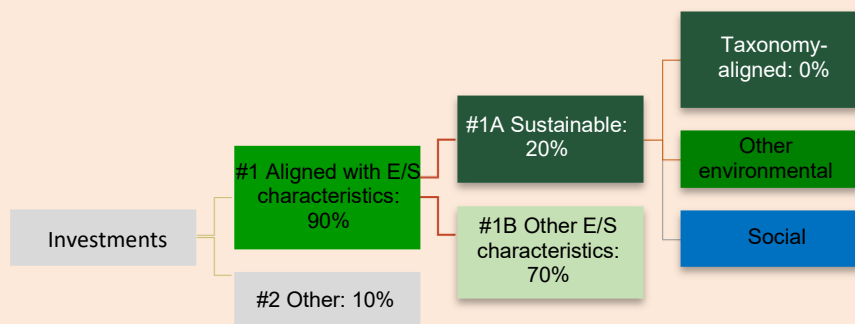 Investments
#1 Aligned with E/S
characteristics:
90%
#2 Other: 10%
#1A Sustainable:
20%
#1B Other E/S
characteristics:
70%
Taxonomy-
aligned: 0%
Other
environmental
Social